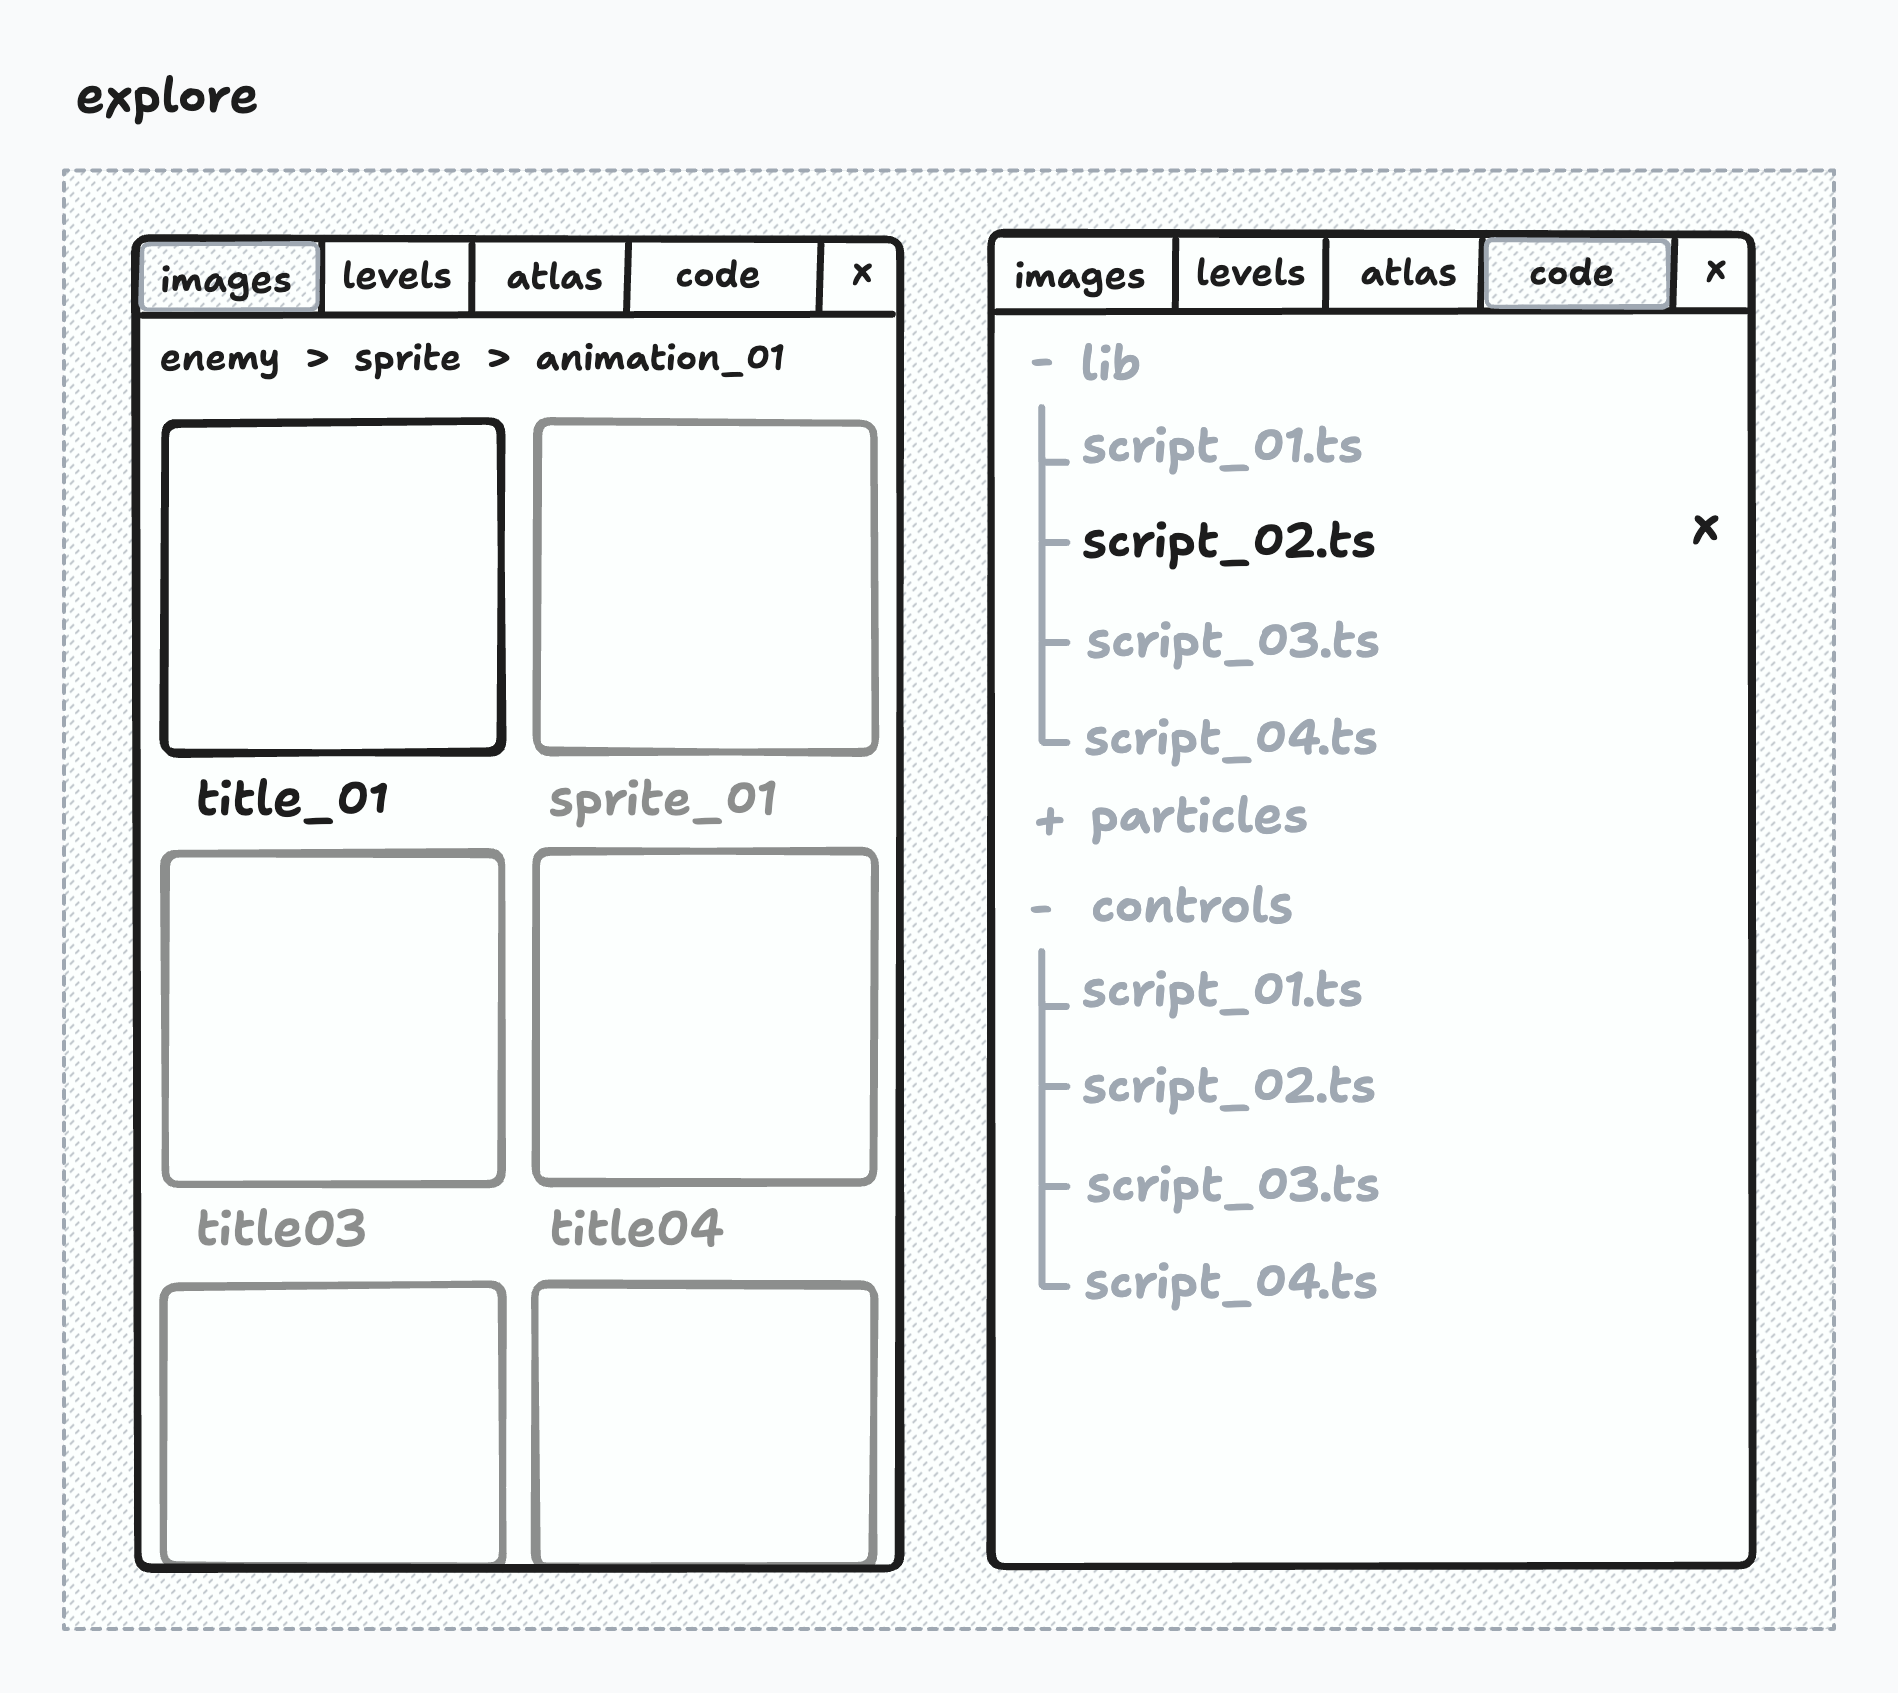 explore
images levels atlas code x
enemy > sprite > animation_01
title_01 sprite_01
title03 title04
images levels atlas code x
- lib
script_01.ts
script_02.ts x
script_03.ts
script_04.ts
+ particles
- controls
script_01.ts
script_02.ts
script_03.ts
script_04.ts